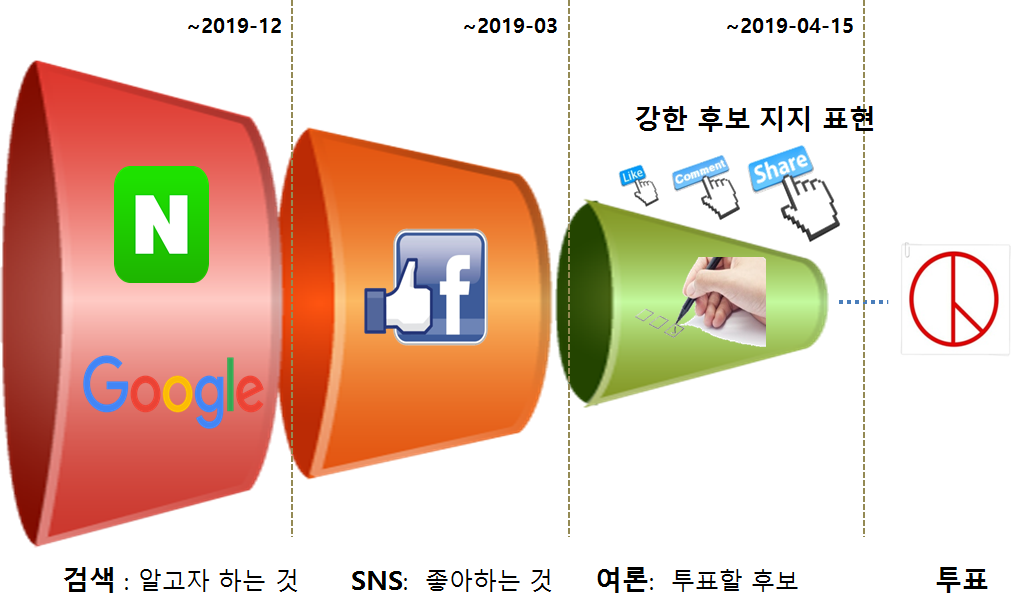 ~2019-12
~2019-03
~2019-04-15
강한 후보 지지 표현
Like
Comment
Share
N
f
Google
검색 : 알고자 하는 것
SNS: 좋아하는 것
여론: 투표할 후보
투표